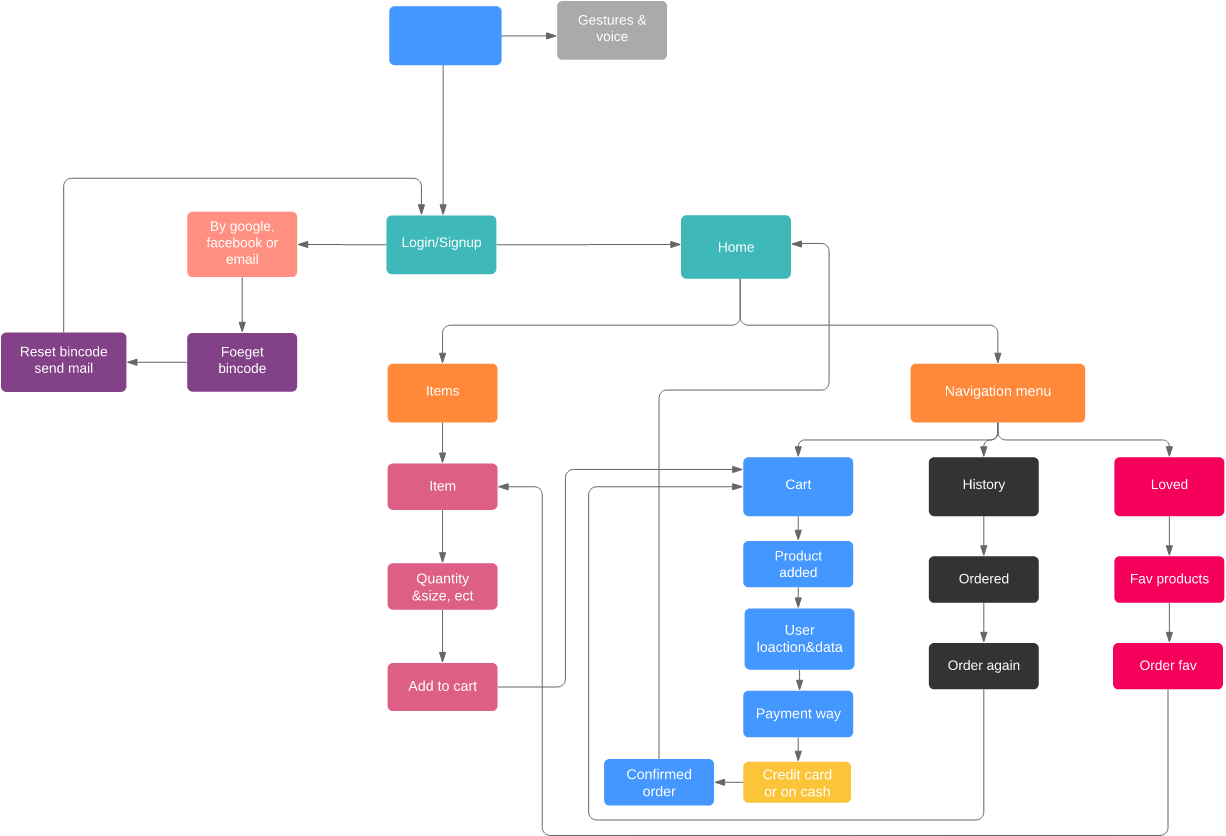 Gestures &
voice
By google,
facebook or
email
Login/Signup
Home
Reset bincode
send mail
Foeget
bincode
Items
Navigation menu
Item
Cart
History
Loved
Product
added
Quantity
&size, ect
Ordered
Fav products
User
loaction&data
Add to cart
Order again
Order fav
Payment way
Confirmed
order
Credit card
or on cash